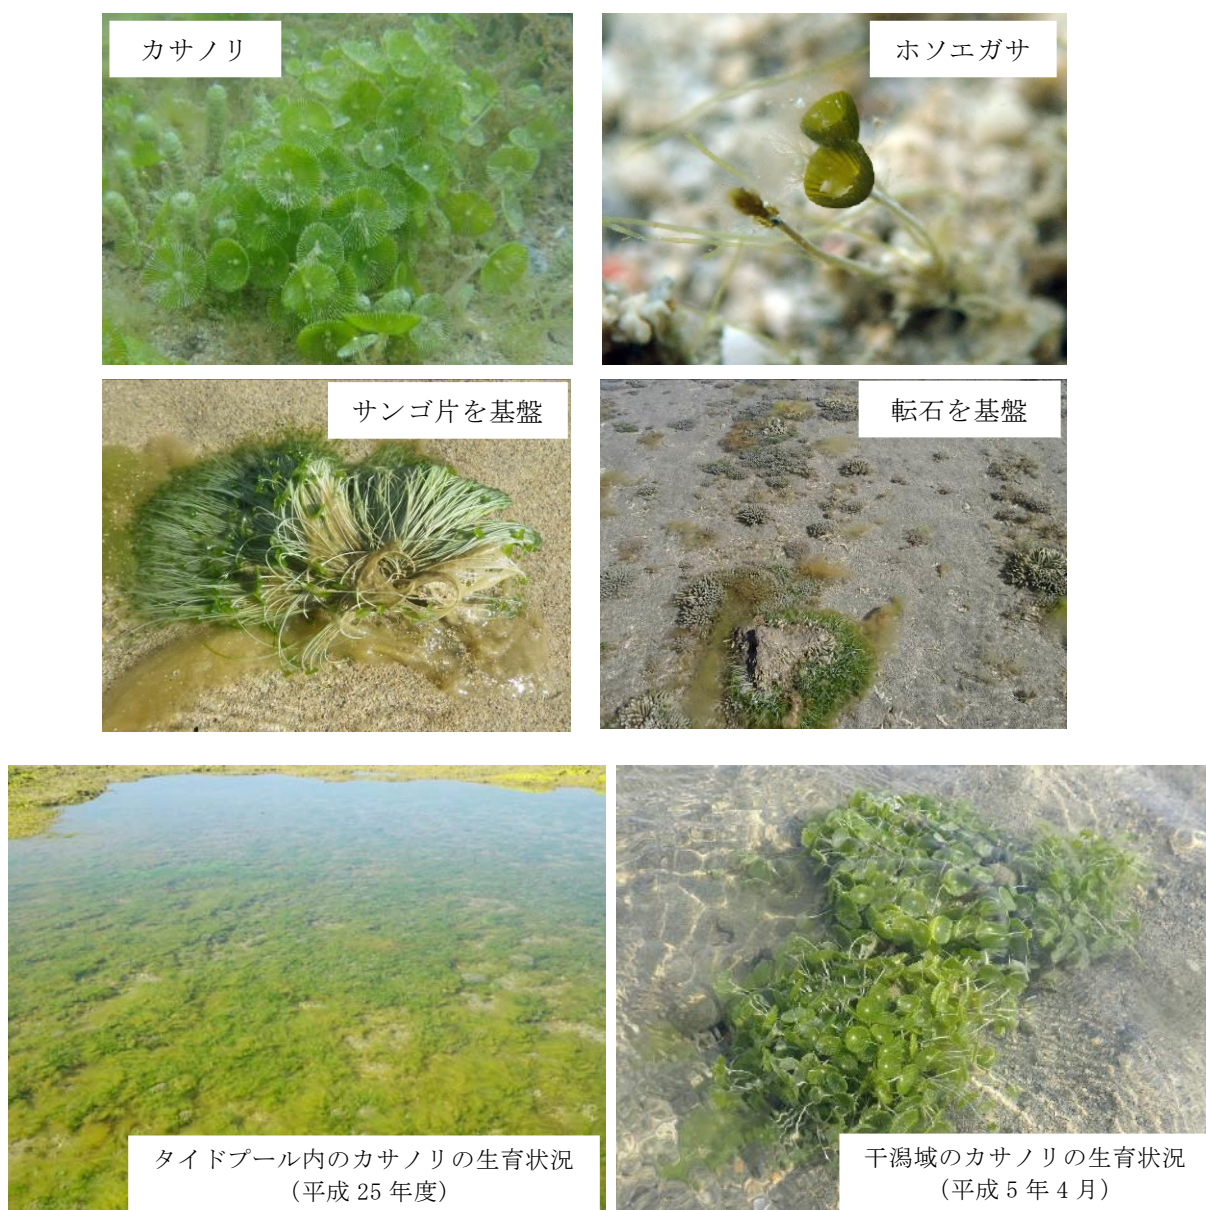 カサノリ
ホソエガサ
サンゴ片を基盤
転石を基盤
タイドプール内のカサノリの生育状況
（平成 25 年度）
干潟域のカサノリの生育状況
（平成 5 年 4 月）